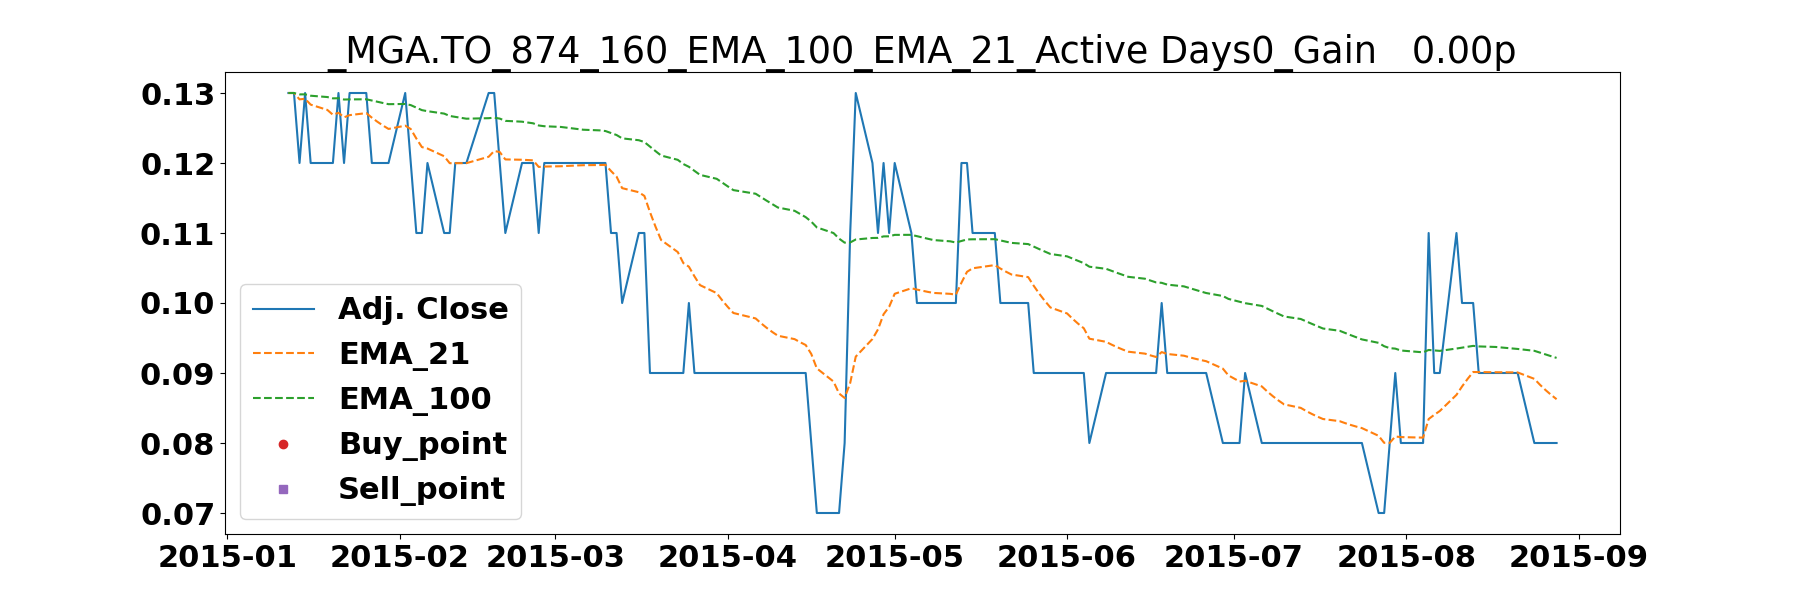 _MGA.TO_874_160_EMA_100_EMA_21_Active Days0_Gain   0.00p
0.13
0.12
0.11
0.10
0.09
0.08
0.07
Adj. Close
EMA_21
EMA_100
Buy_point
Sell_point
2015-01 2015-02 2015-03 2015-04 2015-05 2015-06 2015-07 2015-08 2015-09